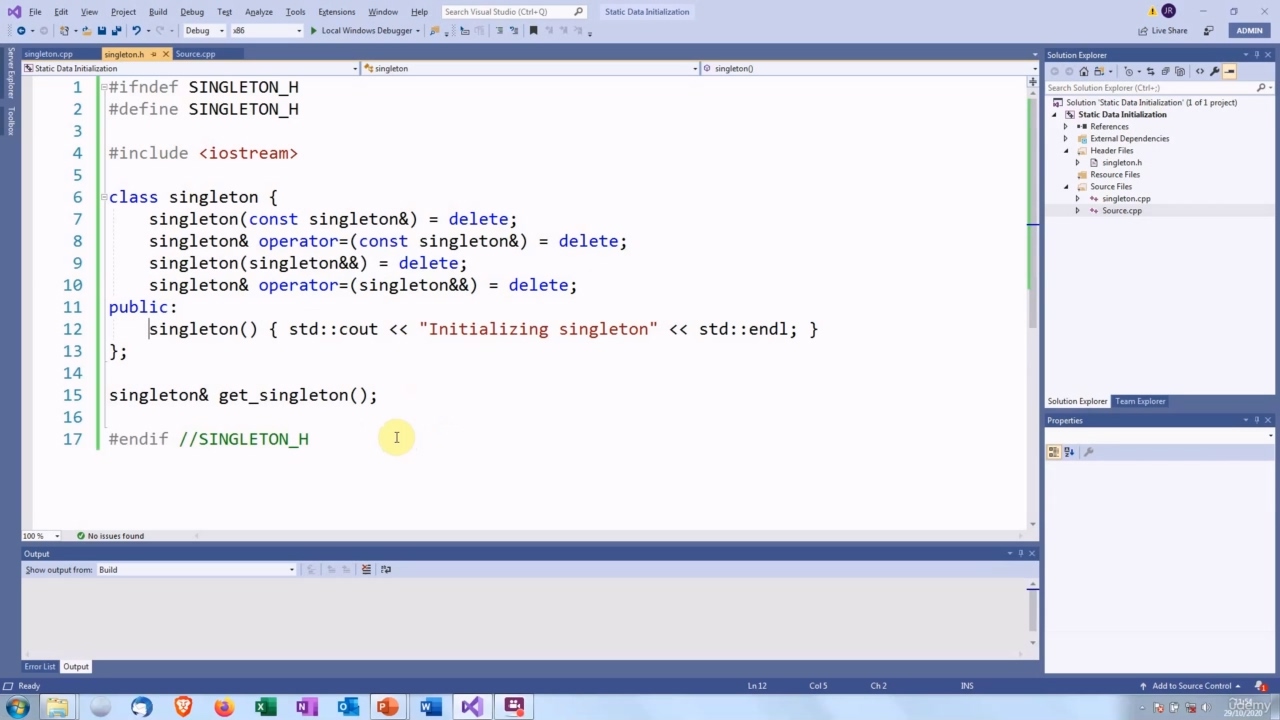 File Edit View Project Build Debug Test Analyze Tools Extensions Window Help Search Visual Studio (Ctrl+Q) Static Data Initialization JR
Debug x86 Local Windows Debugger Live Share ADMIN
Server Explorer
Toolbox
singleton.cpp singleton.h Source.cpp
Static Data Initialization singleton singleton()
1 #ifndef SINGLETON_H
2 #define SINGLETON_H
3
4 #include <iostream>
5
6 class singleton {
7 singleton(const singleton&) = delete;
8 singleton& operator=(const singleton&) = delete;
9 singleton(singleton&&) = delete;
10 singleton& operator=(singleton&&) = delete;
11 public:
12 singleton() { std::cout << "Initializing singleton" << std::endl; }
13 };
14
15 singleton& get_singleton();
16
17 #endif //SINGLETON_H
100 % No issues found
Output
Show output from: Build
Error List Output
Solution Explorer
Search Solution Explorer (Ctrl+;)
Solution 'Static Data Initialization' (1 of 1 project)
Static Data Initialization
References
External Dependencies
Header Files
singleton.h
Resource Files
Source Files
singleton.cpp
Source.cpp
Solution Explorer Team Explorer
Properties
Ready Ln 12 Col 5 Ch 2 INS Add to Source Control 1
udemy
29/10/2020